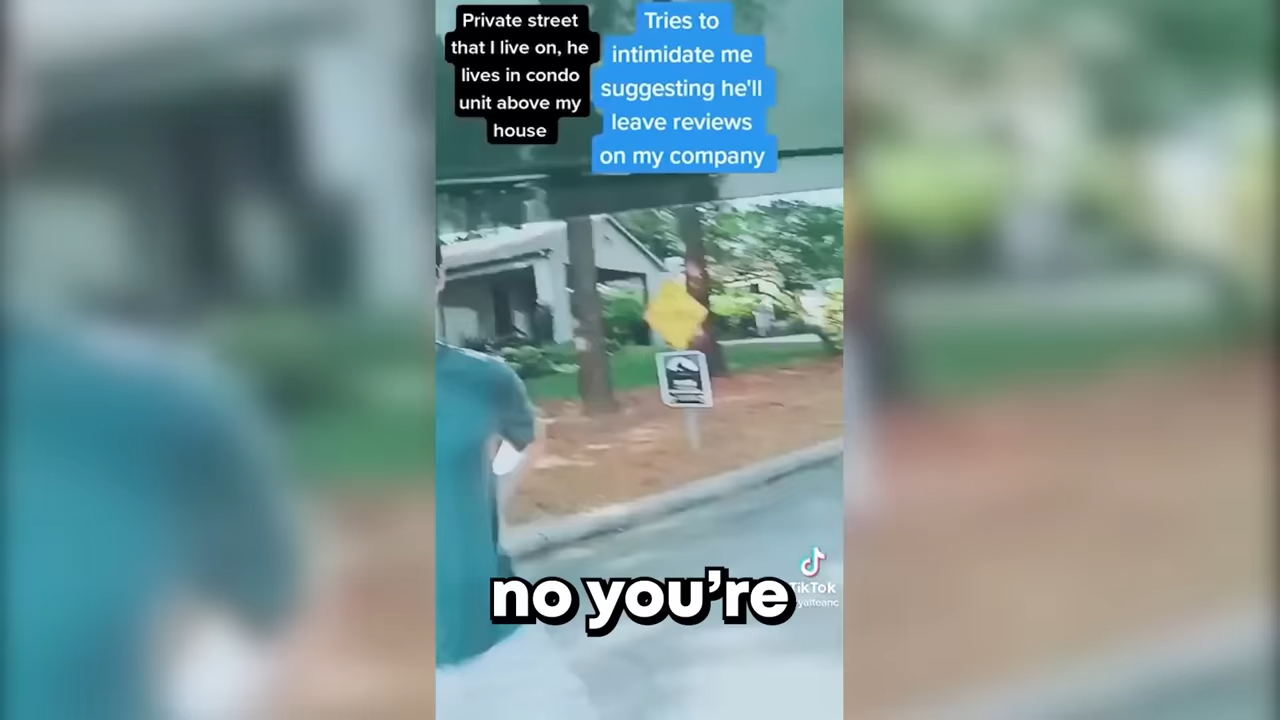 Private street
that I live on, he
lives in condo
unit above my
house
Tries to
intimidate me
suggesting he'll
leave reviews
on my company
no you're
TikTok